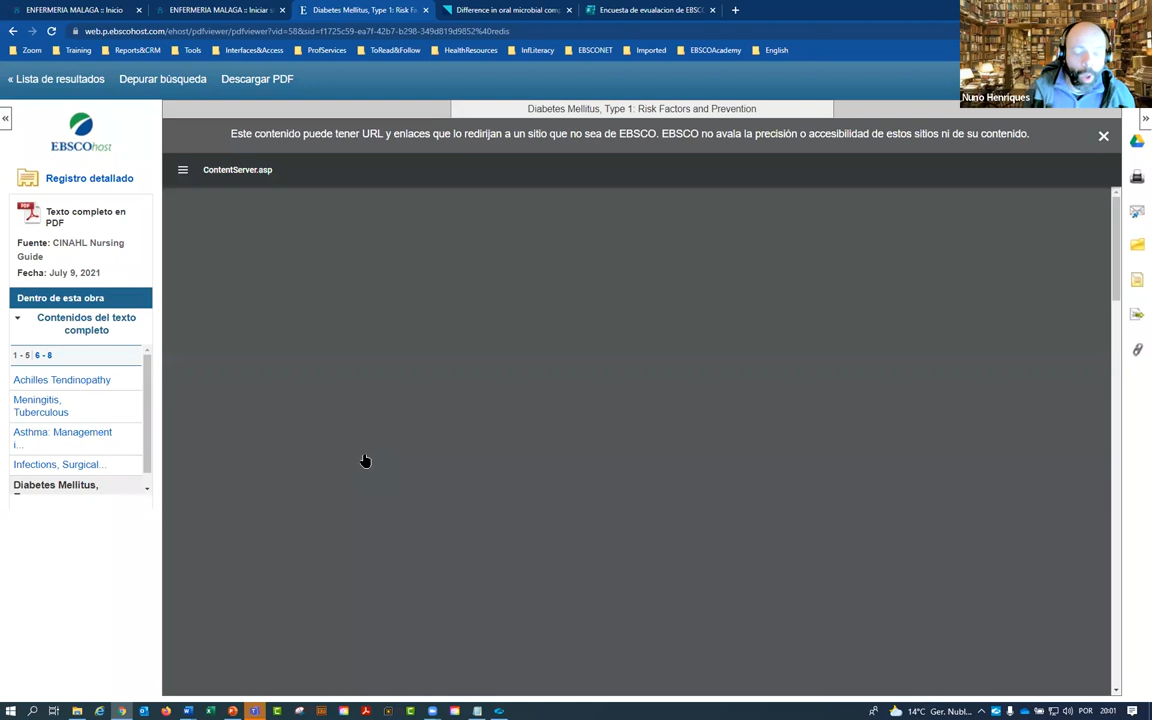 ENFERMERIA MALAGA :: Inicio
ENFERMERIA MALAGA :: Iniciar s
Diabetes Mellitus, Type 1: Risk Fa
Difference in oral microbial com
Encuesta de evualacion de EBSC
web.p.ebscohost.com/ehost/pdfviewer/pdfviewer?vid=58&sid=f1725c59-ea7f-42b7-b298-349d819d9852%40redis
Zoom
Training
Reports&CRM
Tools
Interfaces&Access
ProfServices
ToRead&Follow
HealthResources
InfLiteracy
EBSCONET
Imported
EBSCOAcademy
English
« Lista de resultados
Depurar búsqueda
Descargar PDF
Nuno Henriques
Diabetes Mellitus, Type 1: Risk Factors and Prevention
Este contenido puede tener URL y enlaces que lo redirijan a un sitio que no sea de EBSCO. EBSCO no avala la precisión o accesibilidad de estos sitios ni de su contenido.
ContentServer.asp
EBSCOhost
Registro detallado
PDF
Texto completo en
PDF
Fuente: CINAHL Nursing
Guide
Fecha: July 9, 2021
Dentro de esta obra
Contenidos del texto
completo
1 - 5 6 - 8
Achilles Tendinopathy
Meningitis,
Tuberculous
Asthma: Management
i...
Infections, Surgical...
Diabetes Mellitus,
14°C Ger. Nubl...
POR
20:01